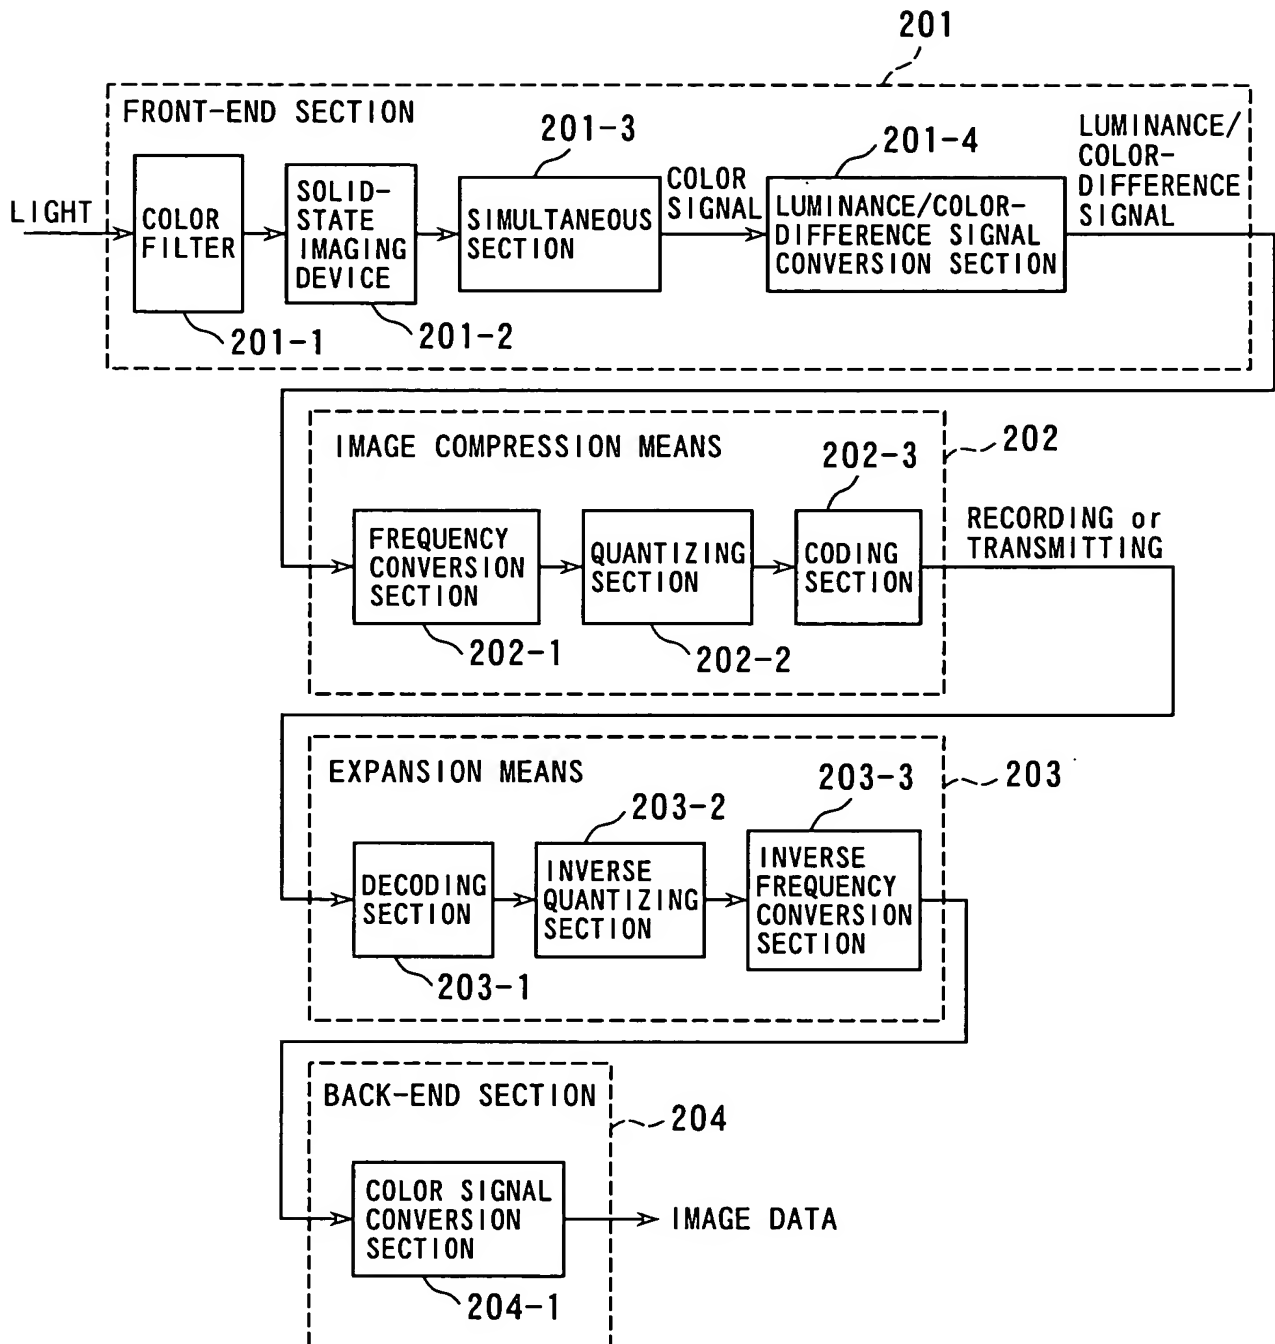 201
FRONT-END SECTION
LIGHT
COLOR
FILTER
201-1
SOLID-
STATE
IMAGING
DEVICE
201-2
201-3
SIMULTANEOUS
SECTION
COLOR
SIGNAL
201-4
LUMINANCE/COLOR-
DIFFERENCE SIGNAL
CONVERSION SECTION
LUMINANCE/
COLOR-
DIFFERENCE
SIGNAL
IMAGE COMPRESSION MEANS
202
FREQUENCY
CONVERSION
SECTION
202-1
QUANTIZING
SECTION
202-2
202-3
CODING
SECTION
RECORDING or
TRANSMITTING
EXPANSION MEANS
203
DECODING
SECTION
203-1
203-2
INVERSE
QUANTIZING
SECTION
203-3
INVERSE
FREQUENCY
CONVERSION
SECTION
BACK-END SECTION
204
COLOR SIGNAL
CONVERSION
SECTION
204-1
IMAGE DATA